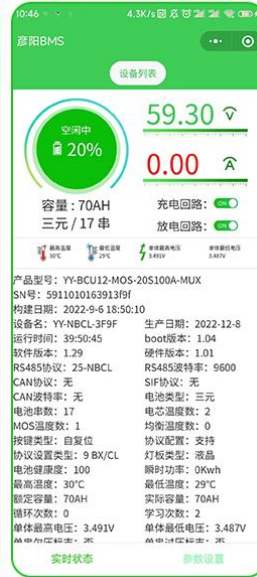 10:46 4.3K/s
彦阳BMS
设备列表
空闲中
20%
59.30 V
0.00 A
容量：70AH 充电回路： ON
三元 / 17 串 放电回路： ON
最高温度 30℃ 最低温度 29℃ 单体最高电压 3.491V 单体最低电压 3.487V
产品型号：YY-BCU12-MOS-20S100A-MUX
SN号：5911010163913f9f
构建日期：2022-9-6 18:50:10
设备名：YY-NBCL-3F9F 生产日期：2022-12-8
运行时间：39:50:45 boot版本：1.04
软件版本：1.29 硬件版本：1.01
RS485协议：25-NBCL RS485波特率：9600
CAN协议：无 SIF协议：无
CAN波特率：无 电池类型：三元
电池串数：17 电芯温度数：2
MOS温度数：1 均衡温度数：0
按键类型：自复位 协议配置：支持
协议设置类型：9 BX/CL 灯板类型：液晶
电池健康度：100 瞬时功率：0Kwh
最高温度：30℃ 最低温度：29℃
额定容量：70AH 实际容量：70AH
循环次数：0 学习次数：2
单体最高电压：3.491V 单体最低电压：3.487V
单串欠压标志：否 单串过压标志：否
实时状态 参数设置